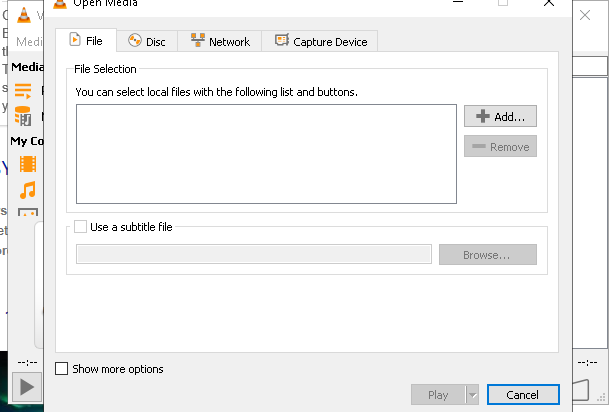 Open Media
Medi
File
Disc
Network
Capture Device
Media
File Selection
You can select local files with the following list and buttons.
Add...
Remove
My Co
Use a subtitle file
Browse...
--:--
--:--
Show more options
Play
Cancel